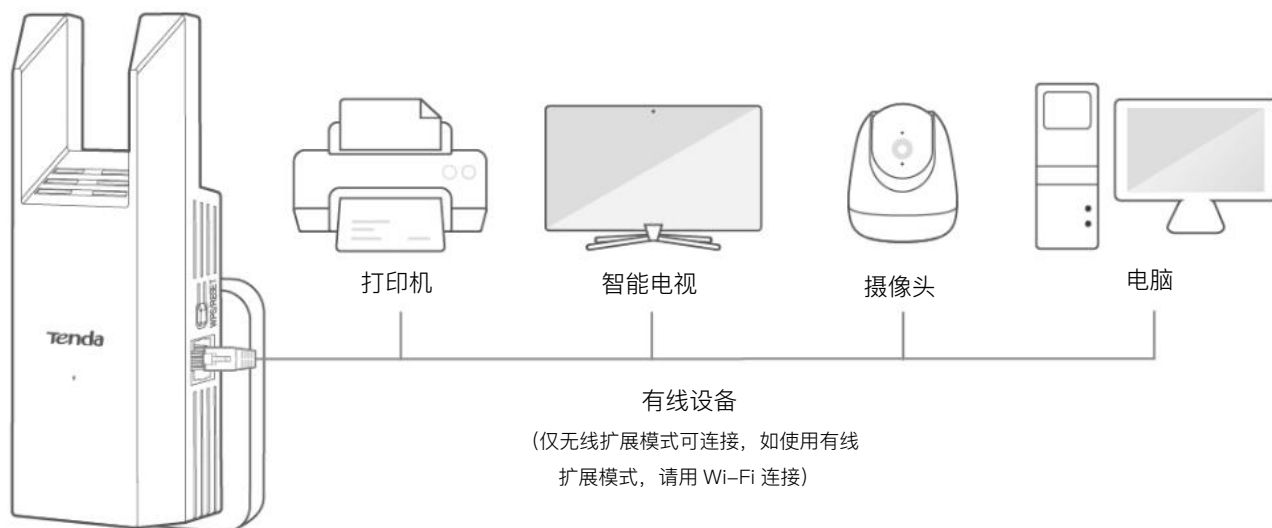 打印机
智能电视
摄像头
电脑
WPS/RESET
Tenda
有线设备
(仅无线扩展模式可连接，如使用有线
扩展模式，请用 Wi-Fi 连接)